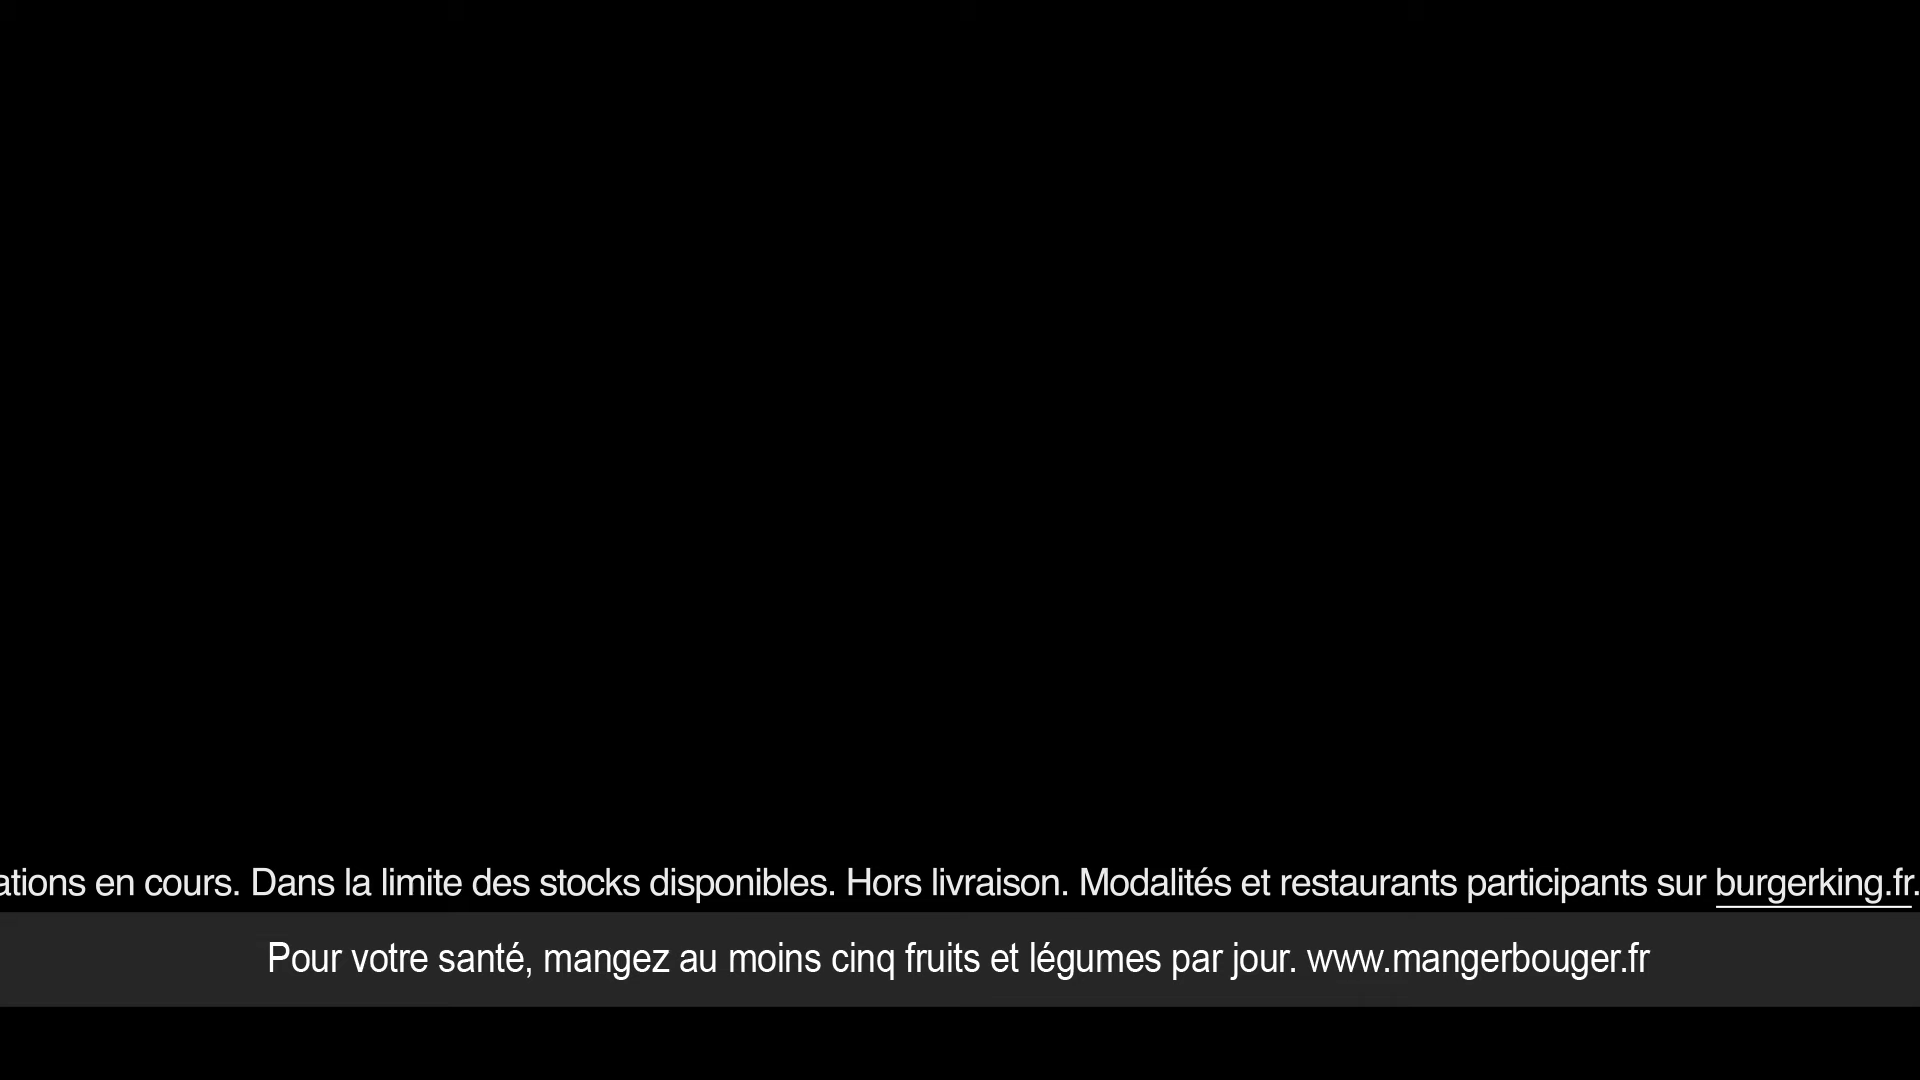 ations en cours. Dans la limite des stocks disponibles. Hors livraison. Modalités et restaurants participants sur burgerking.fr.
Pour votre santé, mangez au moins cinq fruits et légumes par jour. www.mangerbouger.fr